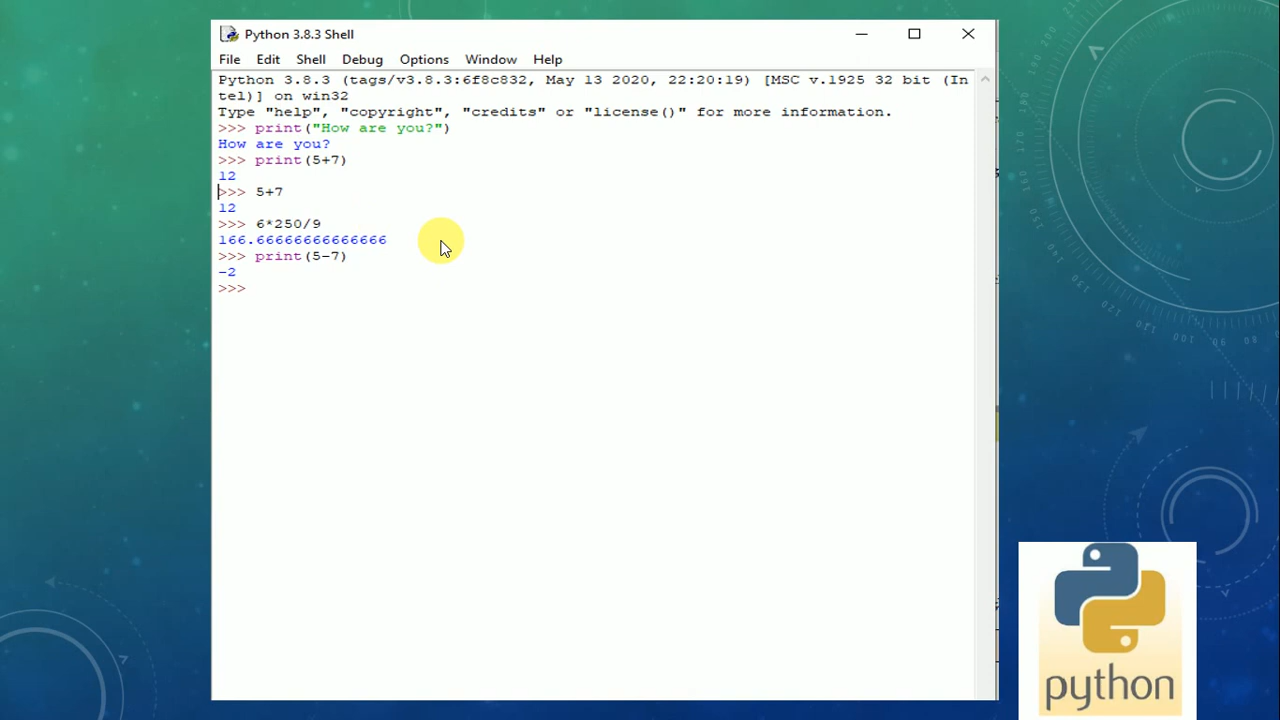 Python 3.8.3 Shell
File Edit Shell Debug Options Window Help
Python 3.8.3 (tags/v3.8.3:6f8c832, May 13 2020, 22:20:19) [MSC v.1925 32 bit (In
tel)] on win32
Type "help", "copyright", "credits" or "license()" for more information.
>>> print("How are you?")
How are you?
>>> print(5+7)
12
>>> 5+7
12
>>> 6*250/9
166.66666666666666
>>> print(5-7)
-2
>>>
python